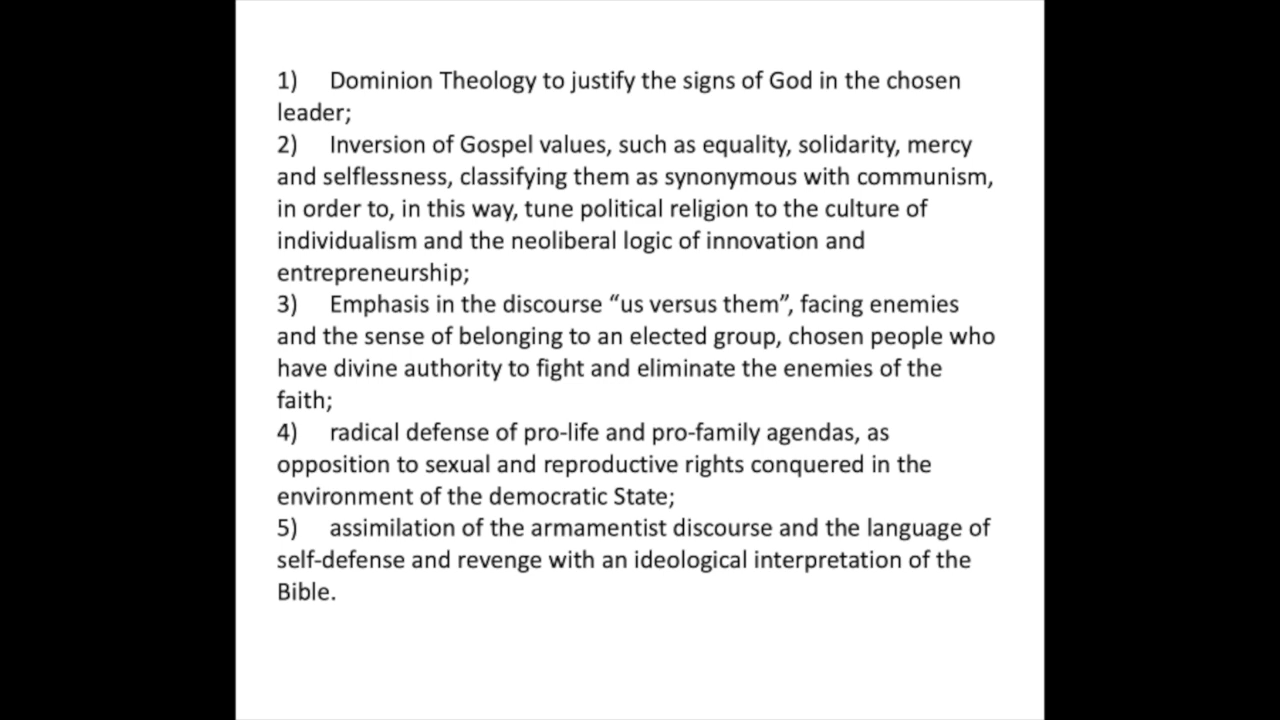 1) Dominion Theology to justify the signs of God in the chosen
leader;
2) Inversion of Gospel values, such as equality, solidarity, mercy
and selflessness, classifying them as synonymous with communism,
in order to, in this way, tune political religion to the culture of
individualism and the neoliberal logic of innovation and
entrepreneurship;
3) Emphasis in the discourse “us versus them”, facing enemies
and the sense of belonging to an elected group, chosen people who
have divine authority to fight and eliminate the enemies of the
faith;
4) radical defense of pro-life and pro-family agendas, as
opposition to sexual and reproductive rights conquered in the
environment of the democratic State;
5) assimilation of the armamentist discourse and the language of
self-defense and revenge with an ideological interpretation of the
Bible.